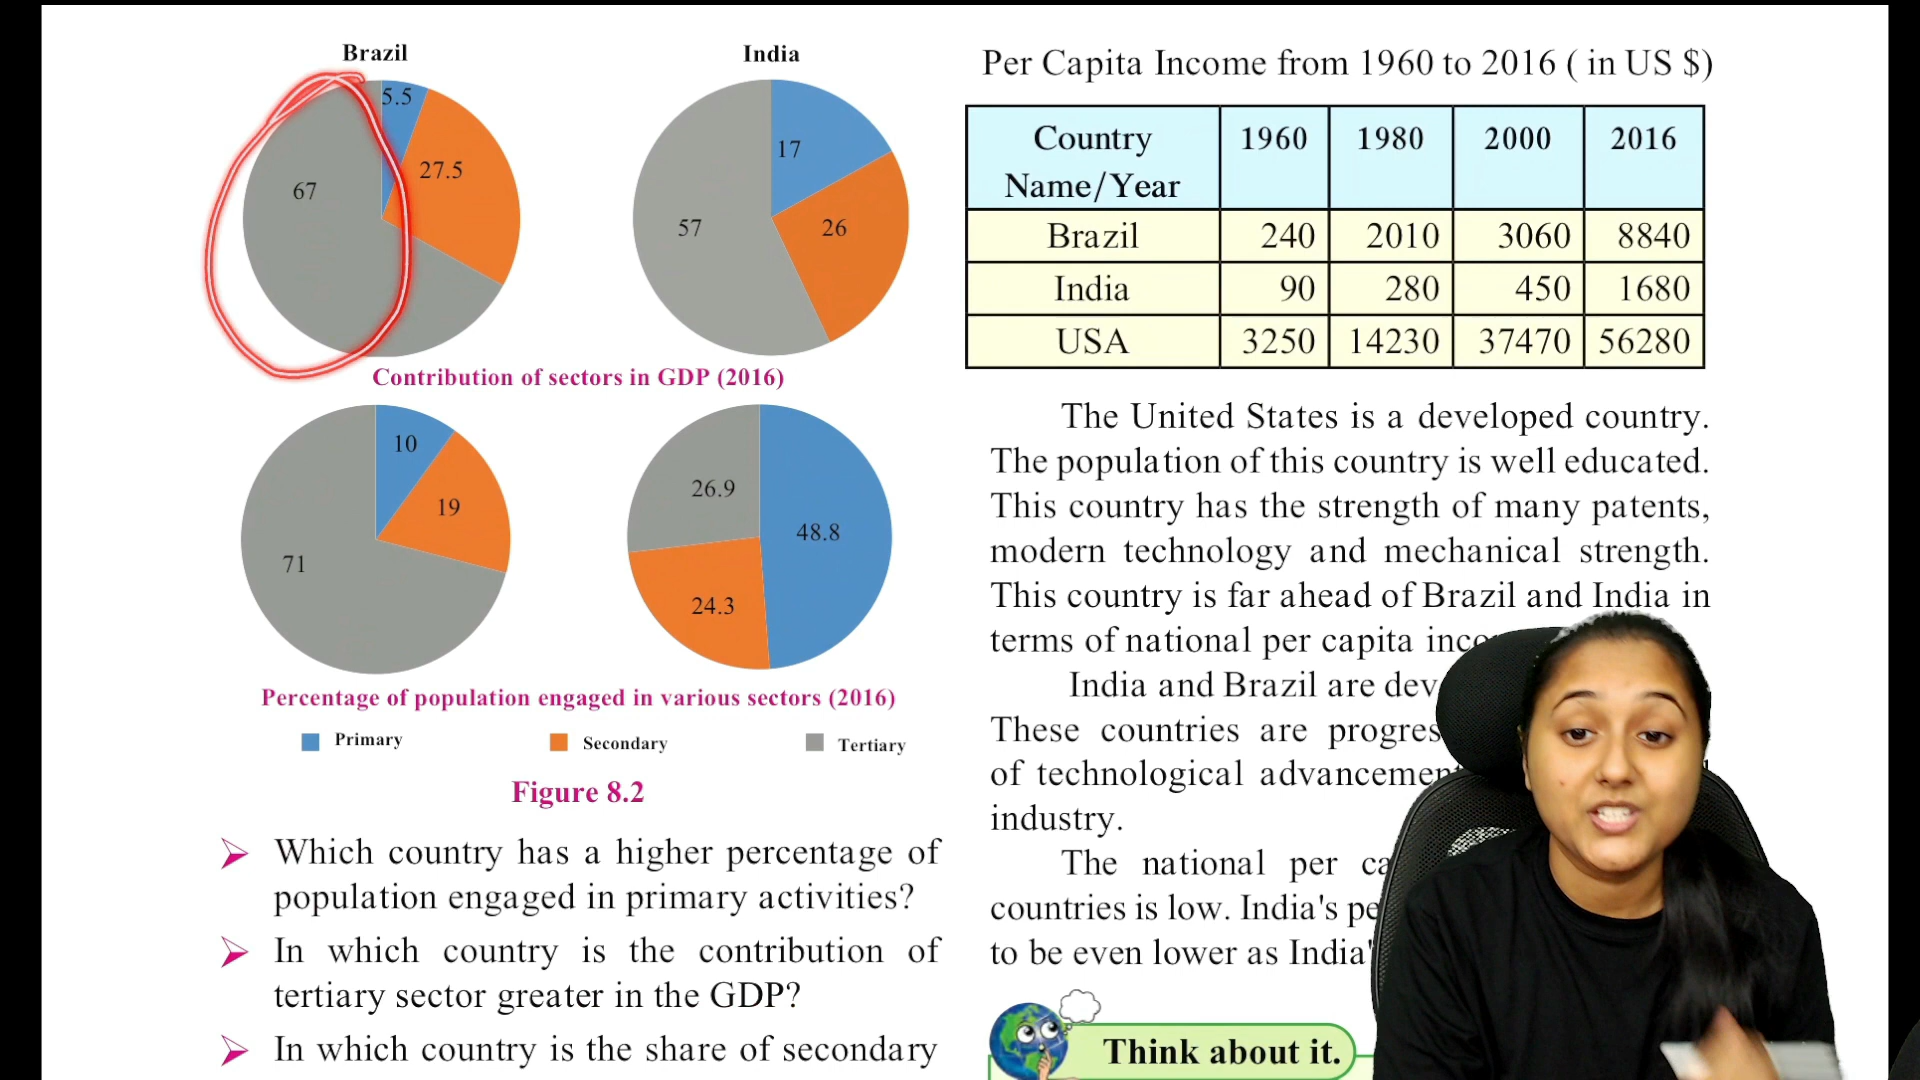 Brazil
India
5.5
27.5
67
17
26
57
Contribution of sectors in GDP (2016)
10
19
71
26.9
48.8
24.3
Percentage of population engaged in various sectors (2016)
Primary
Secondary
Tertiary
Figure 8.2
Which country has a higher percentage of
population engaged in primary activities?
In which country is the contribution of
tertiary sector greater in the GDP?
In which country is the share of secondary
Per Capita Income from 1960 to 2016 ( in US $)
Country Name/Year 1960 1980 2000 2016
Brazil 240 2010 3060 8840
India 90 280 450 1680
USA 3250 14230 37470 56280
The United States is a developed country.
The population of this country is well educated.
This country has the strength of many patents,
modern technology and mechanical strength.
This country is far ahead of Brazil and India in
terms of national per capita
India and Brazil are
These countries are
of technological
industry.
The national per
countries is low. India's
to be even lower as
Think about it.